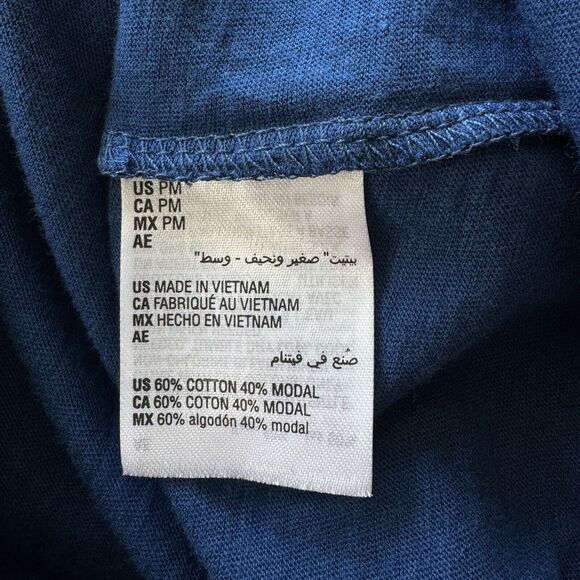 US PM
CA PM
MX PM
AE
بيتيت" صغير ونحيف - وسط"
US MADE IN VIETNAM
CA FABRIQUÉ AU VIETNAM
MX HECHO EN VIETNAM
AE
صُنع في فيتنام
US 60% COTTON 40% MODAL
CA 60% COTON 40% MODAL
MX 60% algodón 40% modal